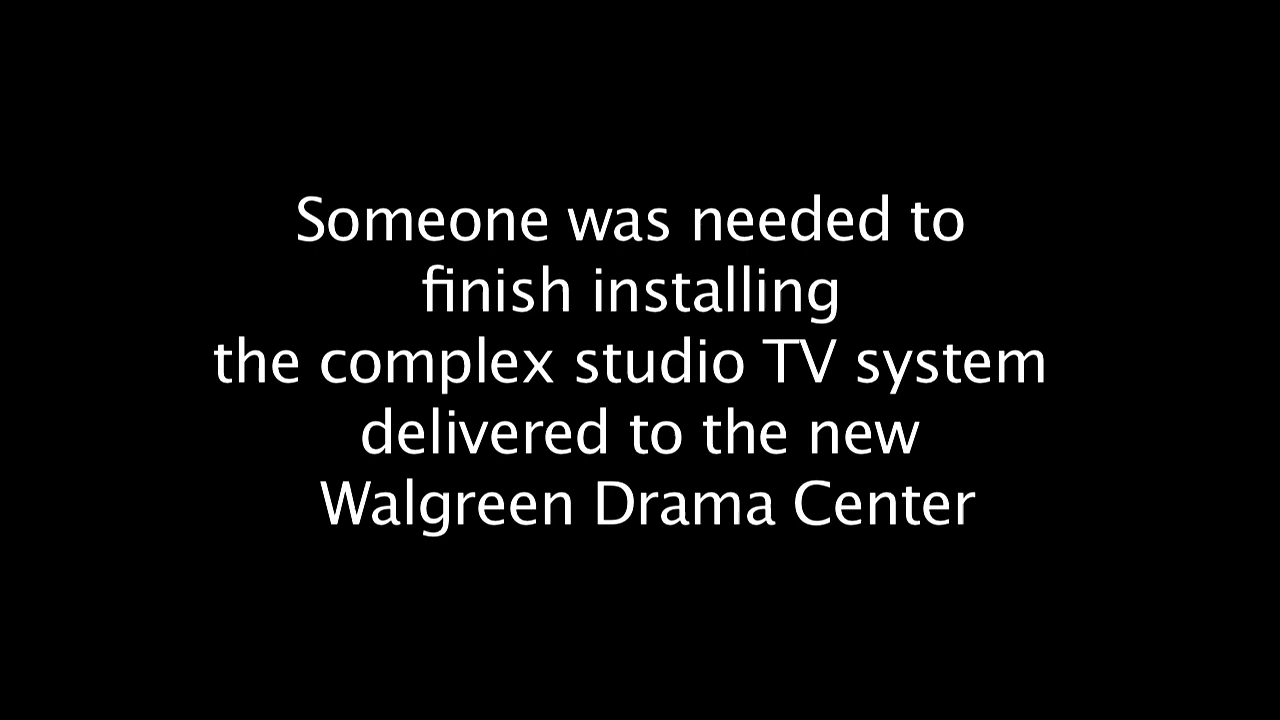 Someone was needed to
finish installing
the complex studio TV system
delivered to the new
Walgreen Drama Center